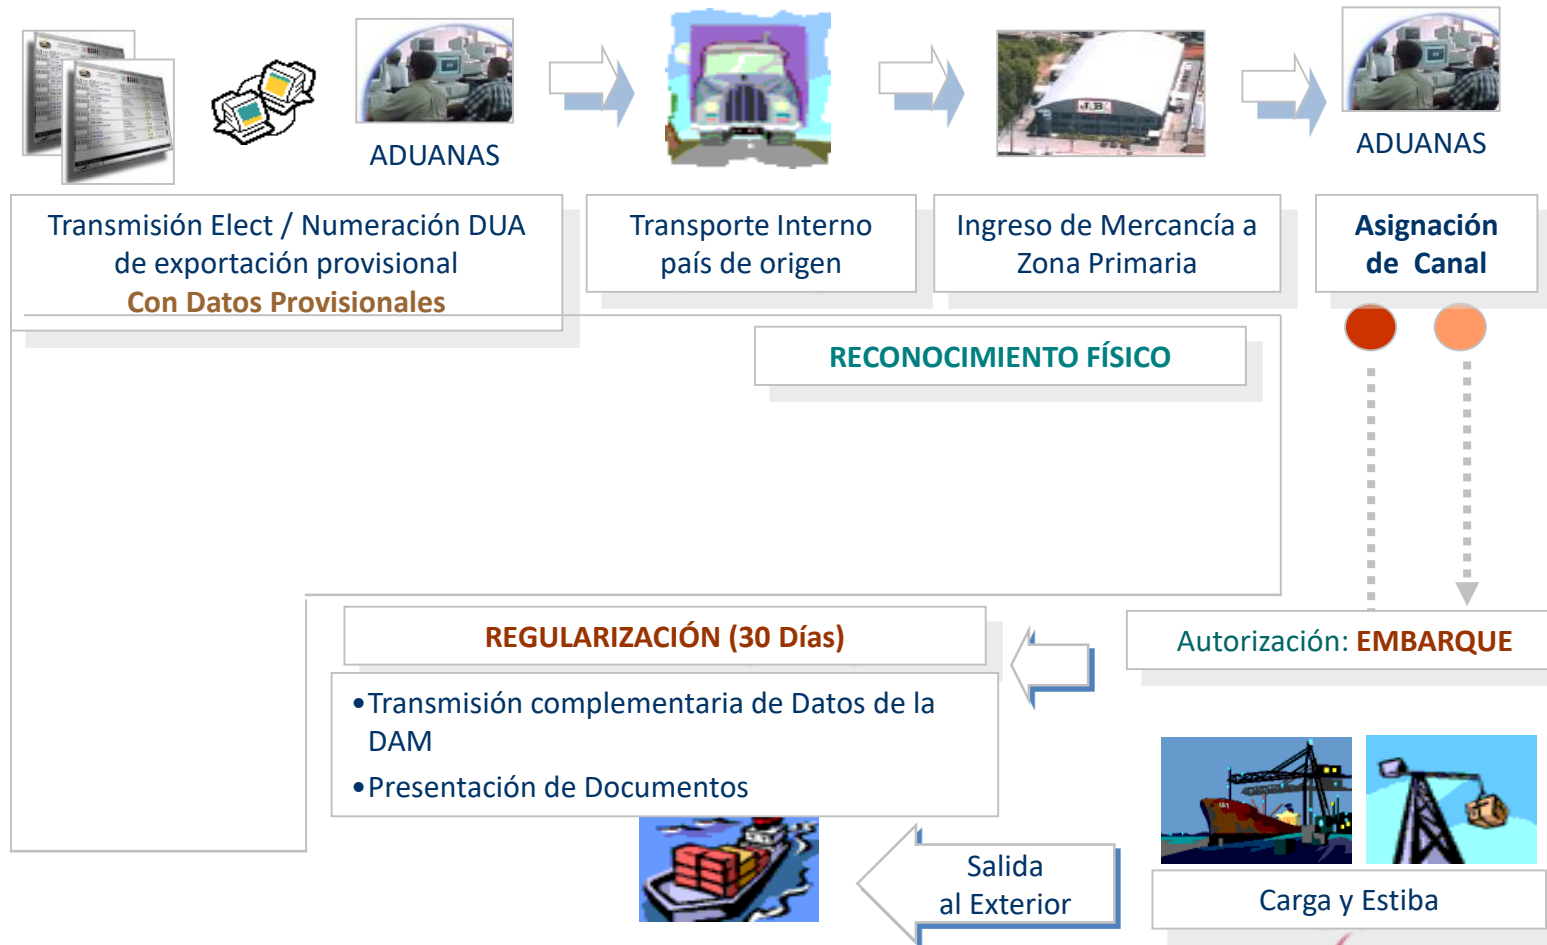 ADUANAS
ADUANAS
Transmisión Elect / Numeración DUA
de exportación provisional
Con Datos Provisionales
Transporte Interno
país de origen
Ingreso de Mercancía a
Zona Primaria
Asignación
de Canal
RECONOCIMIENTO FÍSICO
REGULARIZACIÓN (30 Días)
•Transmisión complementaria de Datos de la
DAM
•Presentación de Documentos
Autorización: EMBARQUE
Salida
al Exterior
Carga y Estiba